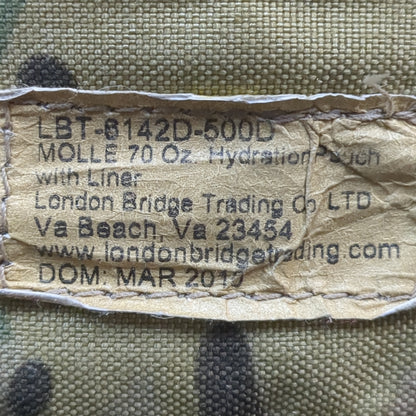 LBT-6142D-500D
MOLLE 70 Oz. Hydration Pouch
with Liner
London Bridge Trading Co LTD
Va Beach, Va 23454
www.londonbridgetrading.com
DOM: MAR